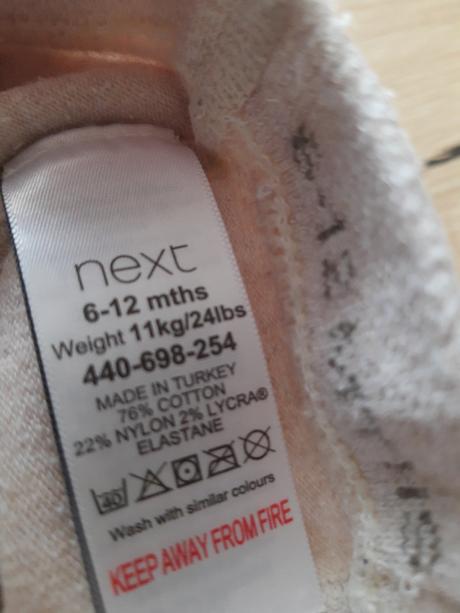 next
6-12 mths
Weight 11kg/24lbs
440-698-254
MADE IN TURKEY
76% COTTON
22% NYLON 2% LYCRA®
ELASTANE
40
Wash with similar colours
KEEP AWAY FROM FIRE